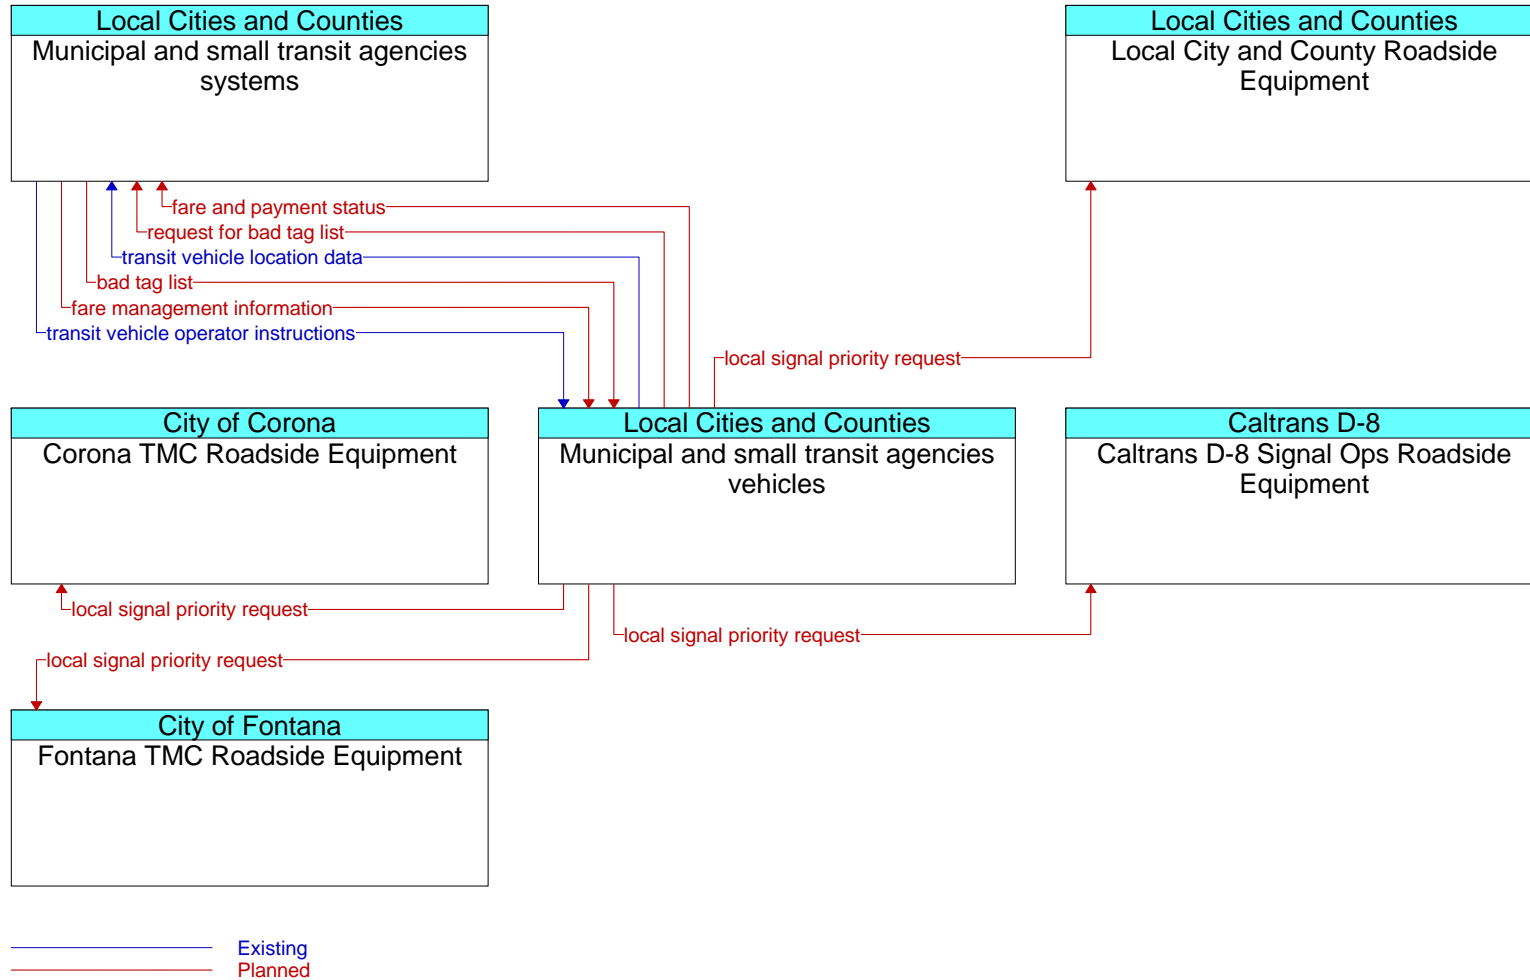 Local Cities and Counties
Municipal and small transit agencies
systems
Local Cities and Counties
Local City and County Roadside
Equipment
fare and payment status
request for bad tag list
transit vehicle location data
bad tag list
fare management information
transit vehicle operator instructions
local signal priority request
City of Corona
Corona TMC Roadside Equipment
Local Cities and Counties
Municipal and small transit agencies
vehicles
Caltrans D-8
Caltrans D-8 Signal Ops Roadside
Equipment
local signal priority request
local signal priority request
local signal priority request
City of Fontana
Fontana TMC Roadside Equipment
Existing
Planned